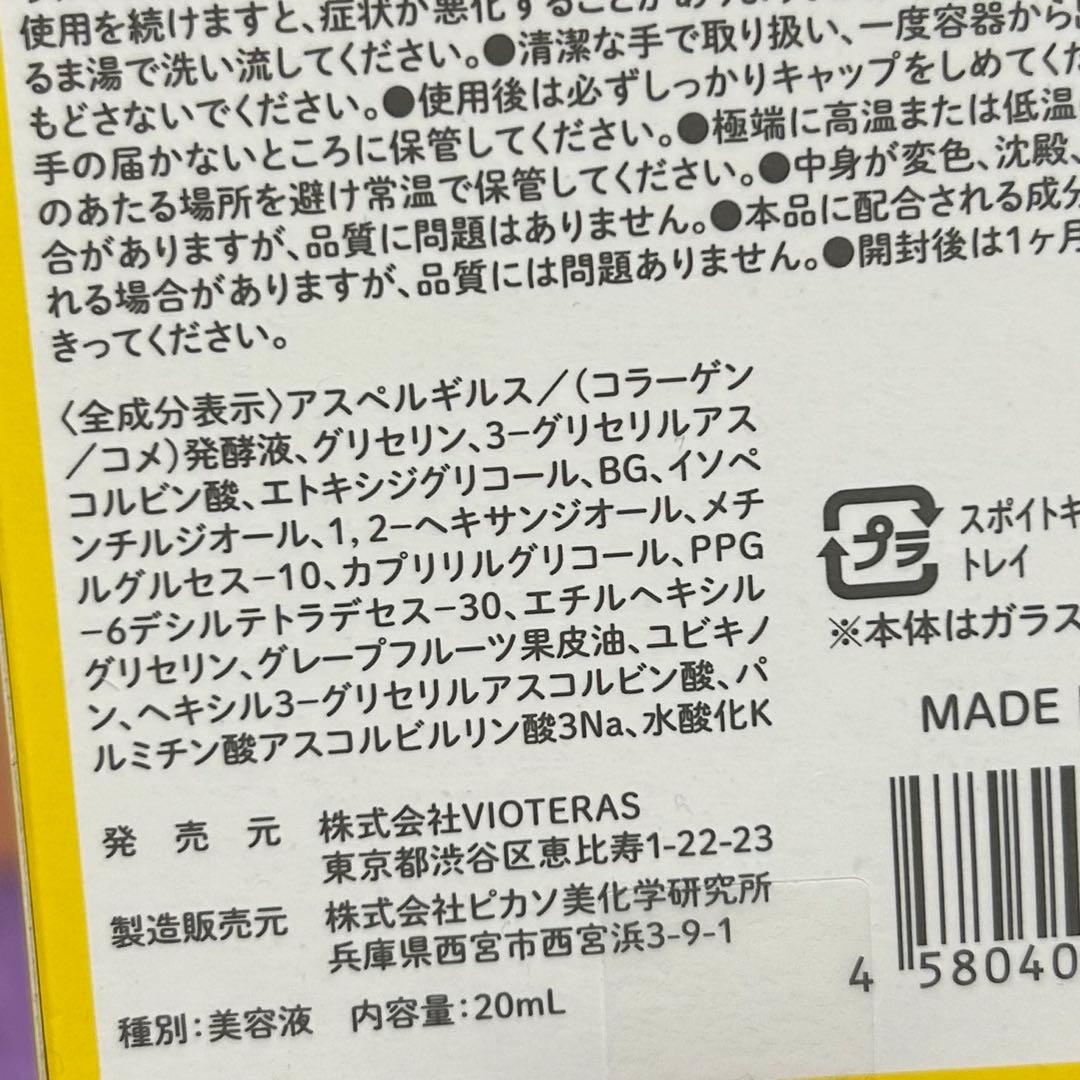 使用を続けますと、症状が悪化することが
るま湯で洗い流してください。●清潔な手で取り扱い、一度容器から
もどさないでください。●使用後は必ずしっかりキャップをしめてくだ
手の届かないところに保管してください。●極端に高温または低温
のあたる場所を避け常温で保管してください。●中身が変色、沈殿、
合がありますが、品質に問題はありません。●本品に配合される成分
れる場合がありますが、品質には問題ありません。●開封後は1ヶ月
きってください。
〈全成分表示〉アスペルギルス／(コラーゲン
／コメ)発酵液、グリセリン、3−グリセリルアス
コルビン酸、エトキシジグリコール、BG、イソペ
ンチルジオール、1,2−ヘキサンジオール、メチ
ルグルセス−10、カプリリルグリコール、PPG
−6デシルテトラデセス−30、エチルヘキシル
グリセリン、グレープフルーツ果皮油、ユビキノ
ン、ヘキシル3−グリセリルアスコルビン酸、パ
ルミチン酸アスコルビルリン酸3Na、水酸化K
プラ
スポイトキ
トレイ
※本体はガラス
MADE
発売元 株式会社VIOTERAS
東京都渋谷区恵比寿1-22-23
製造販売元 株式会社ピカソ美化学研究所
兵庫県西宮市西宮浜3-9-1
種別：美容液 内容量：20mL
4 58040